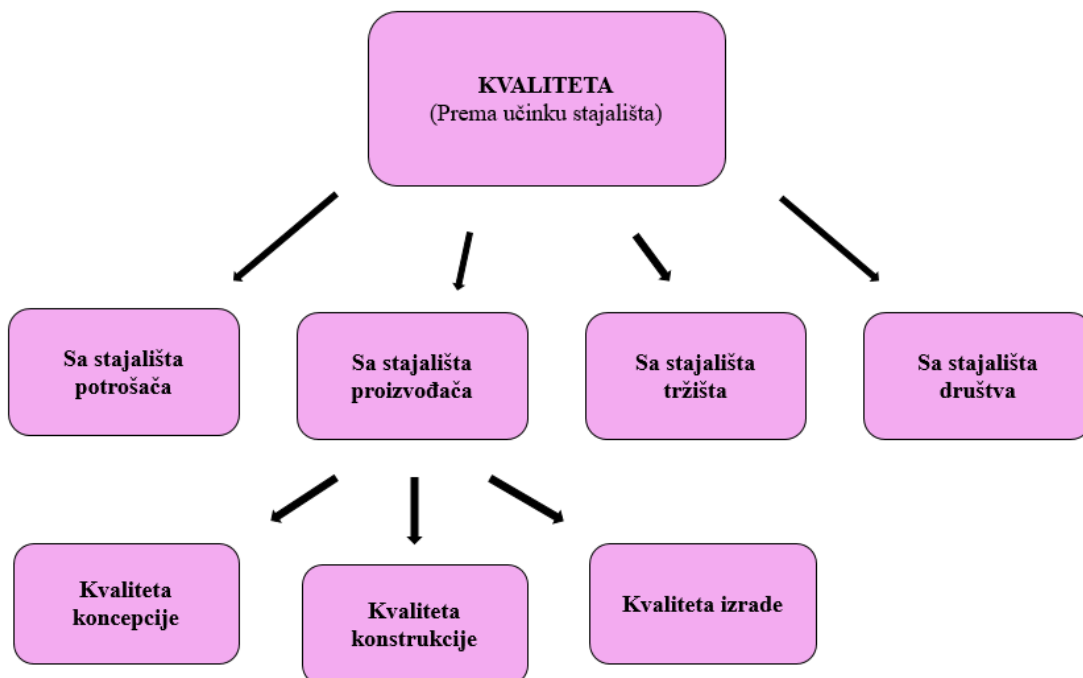 KVALITETA
(Prema učinku stajališta)
Sa stajališta
potrošača
Sa stajališta
proizvođača
Sa stajališta
tržišta
Sa stajališta
društva
Kvaliteta
koncepcije
Kvaliteta
konstrukcije
Kvaliteta izrade